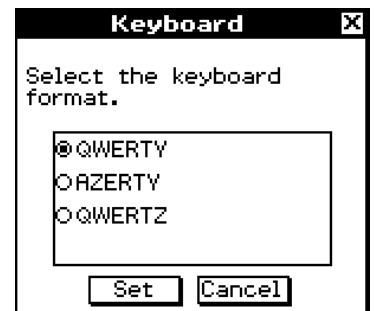 Keyboard X
Select the keyboard
format.
QWERTY
AZERTY
QWERTZ
Set Cancel